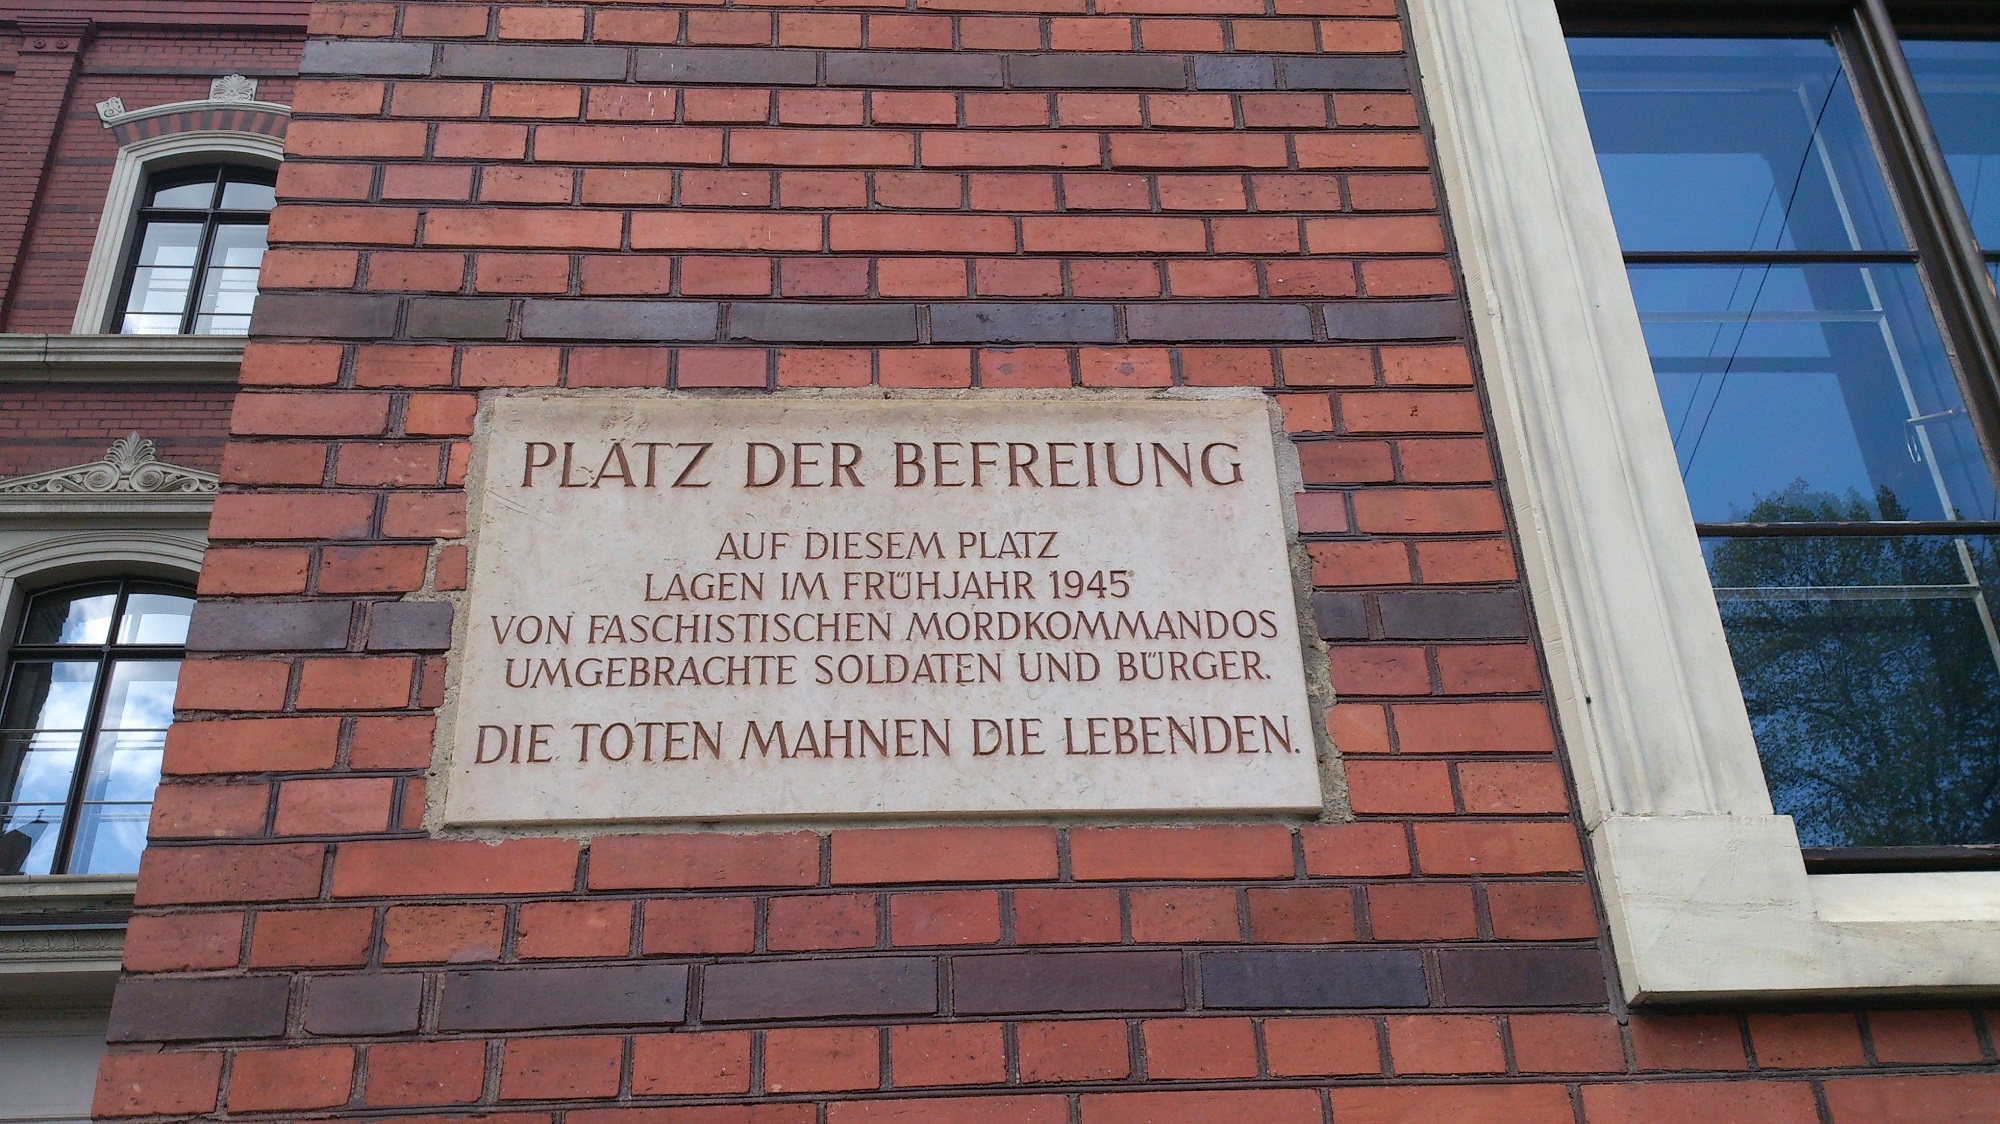 PLATZ DER BEFREIUNG
AUF DIESEM PLATZ
LAGEN IM FRÜHJAHR 1945
VON FASCHISTISCHEN MORDKOMMANDOS
UMGEBRACHTE SOLDATEN UND BÜRGER.
DIE TOTEN MAHNEN DIE LEBENDEN.